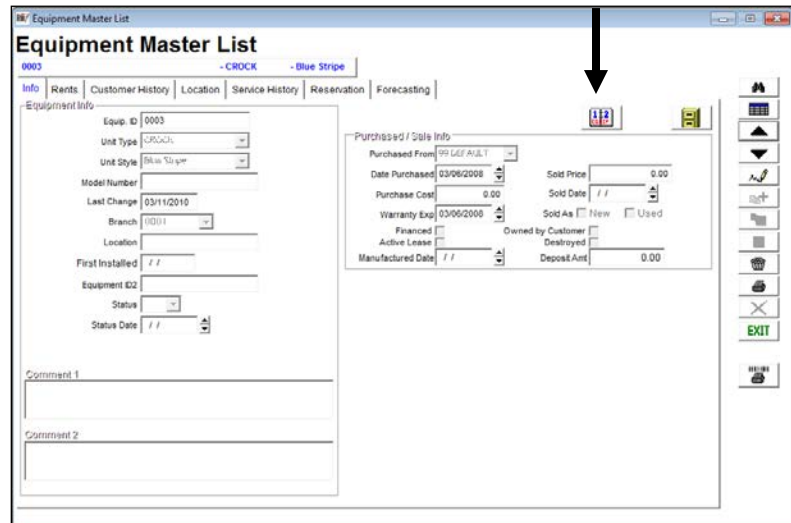 Equipment Master List
Equipment Master List
0003 - CROCK - Blue Stripe
Info Rents Customer History Location Service History Reservation Forecasting
Equipment Info
Equip. ID 0003
Unit Type CROCK
Unit Style Blue Stripe
Model Number
Last Change 03/11/2010
Branch 0001
Location
First Installed / /
Equipment ID2
Status
Status Date / /
Comment 1
Comment 2
Purchased / Sale Info
Purchased From 99 DEFAULT
Date Purchased 03/06/2008 Sold Price 0.00
Purchase Cost 0.00 Sold Date / /
Warranty Exp 03/06/2008 Sold As New Used
Financed Owned by Customer
Active Lease Destroyed
Manufactured Date / / Deposit Amt 0.00
EXIT